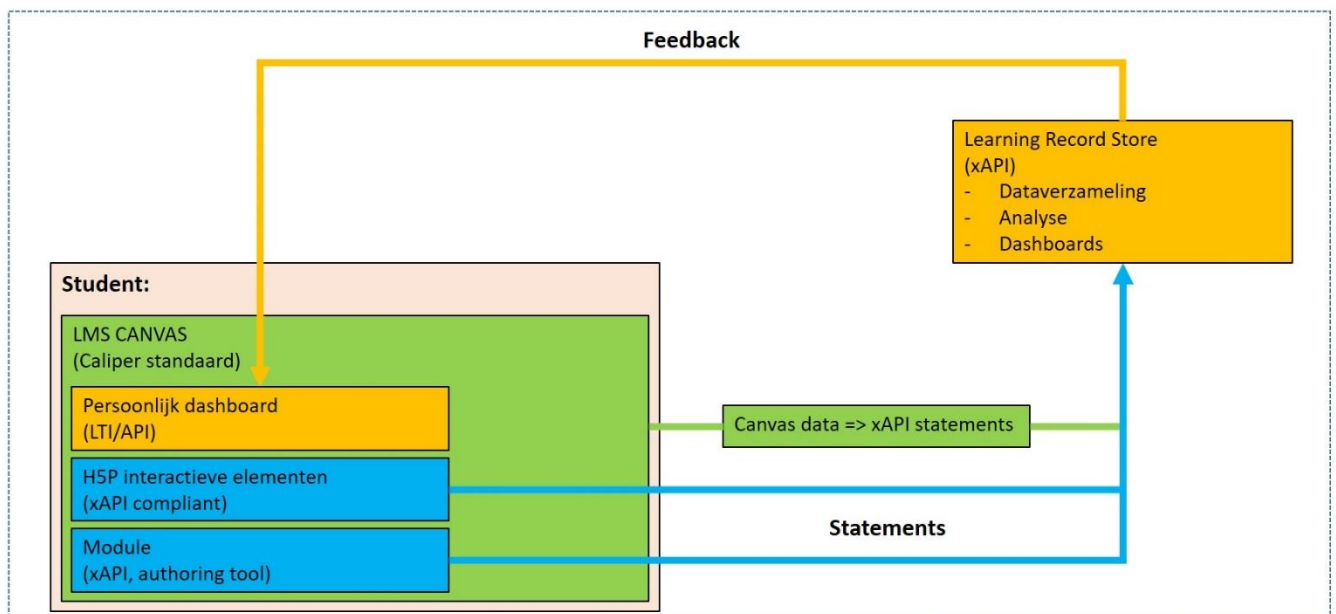 Feedback
Learning Record Store
(xAPI)
- Dataverzameling
- Analyse
- Dashboards
Student:
LMS CANVAS
(Caliper standaard)
Persoonlijk dashboard
(LTI/API)
Canvas data => xAPI statements
H5P interactieve elementen
(xAPI compliant)
Statements
Module
(xAPI, authoring tool)